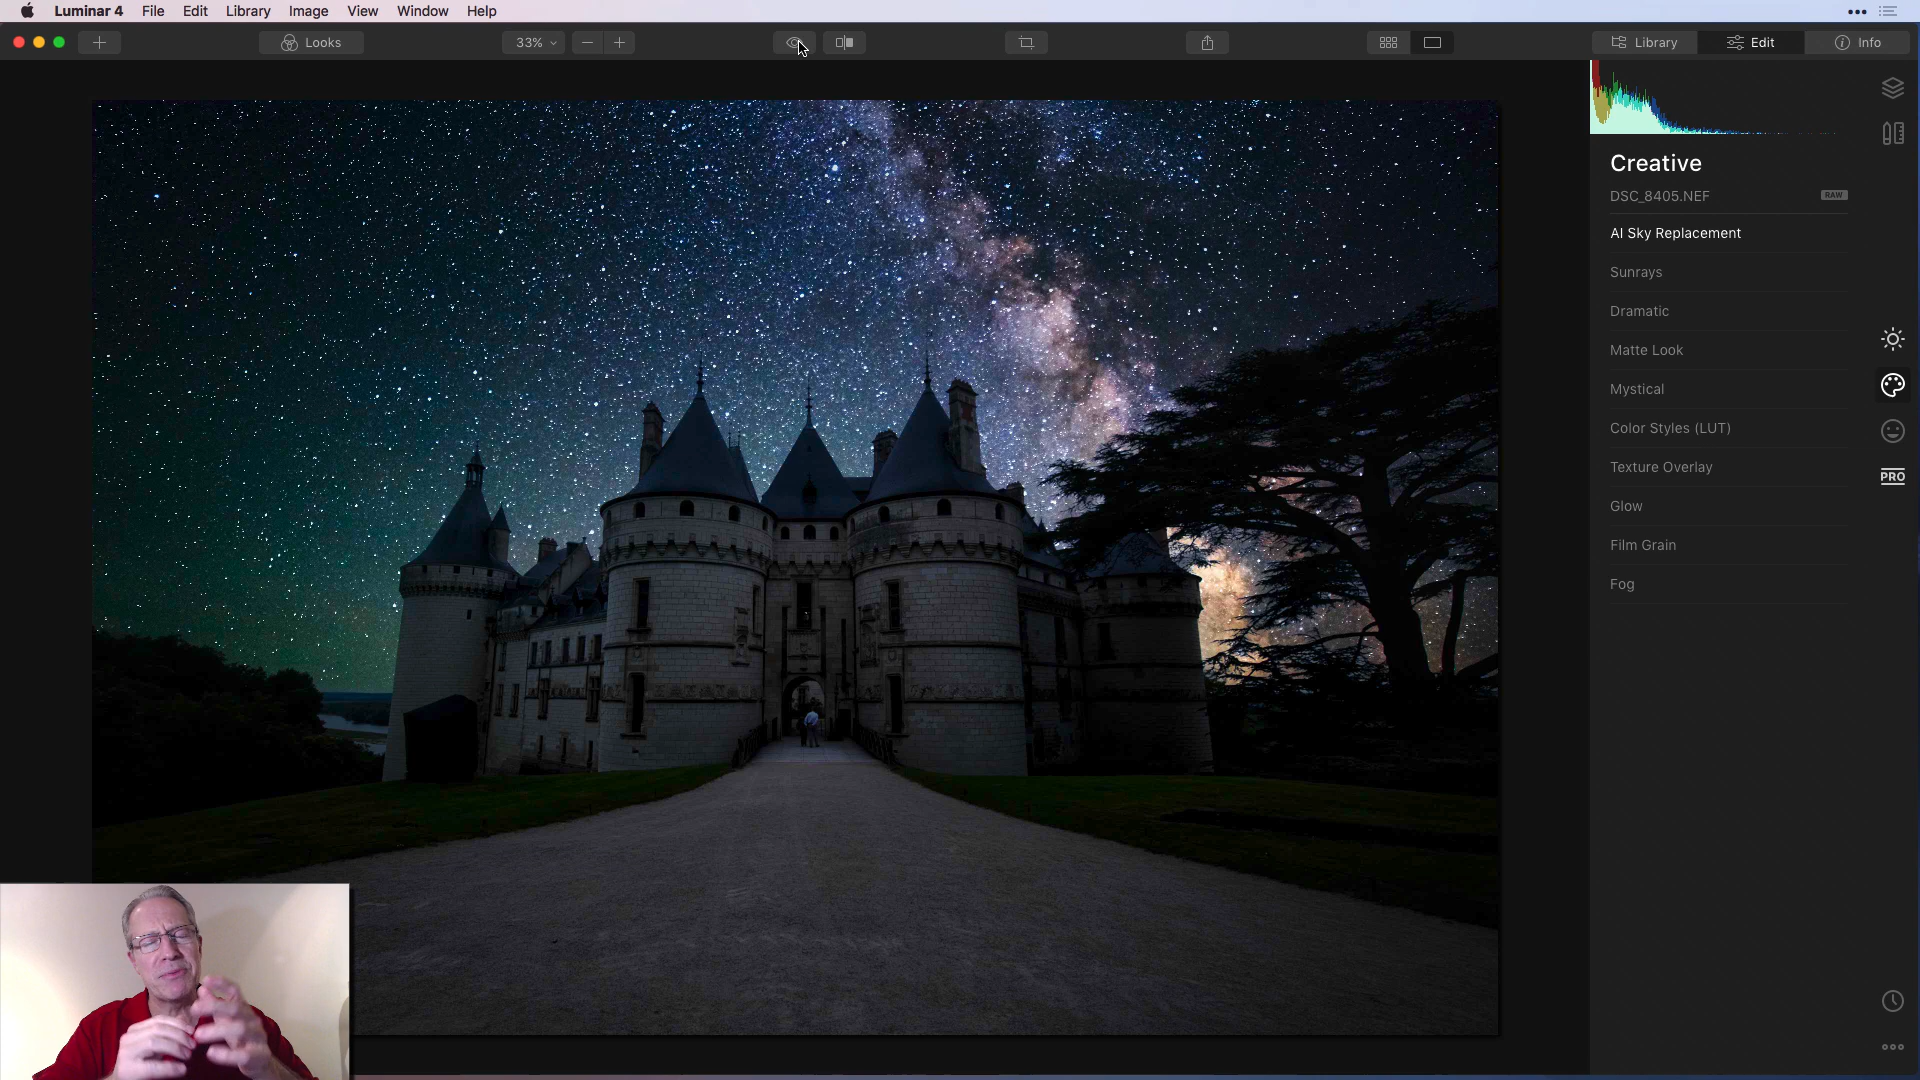 Luminar 4 File Edit Library Image View Window Help
Looks 33% Library Edit Info
Creative
DSC_8405.NEF RAW
AI Sky Replacement
Sunrays
Dramatic
Matte Look
Mystical
Color Styles (LUT)
PRO
Texture Overlay
Glow
Film Grain
Fog